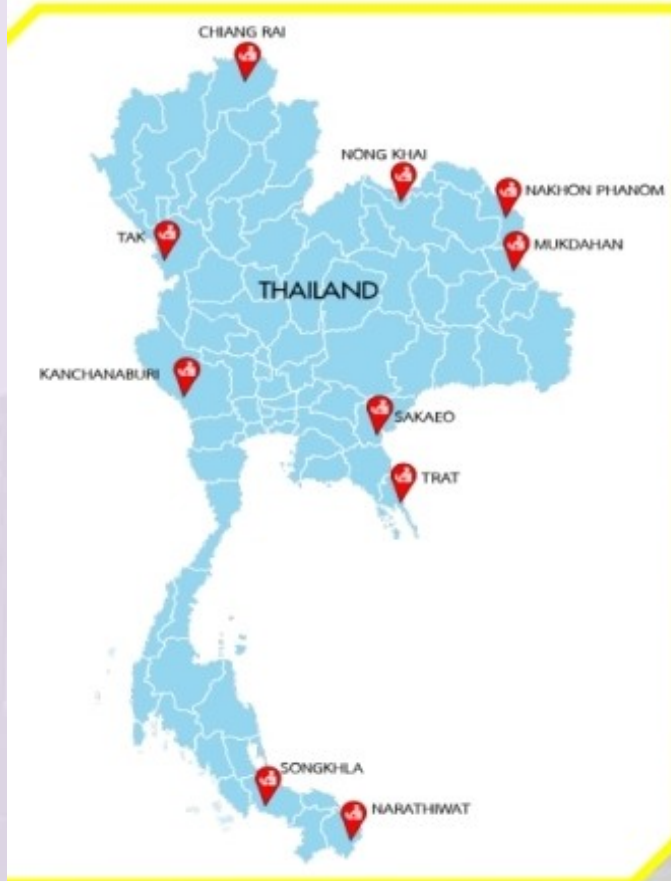 CHIANG RAI
NONG KHAI
NAKHON PHANOM
TAK
MUKDAHAN
THAILAND
KANCHANABURI
SAKAEO
TRAT
SONGKHLA
NARATHIWAT